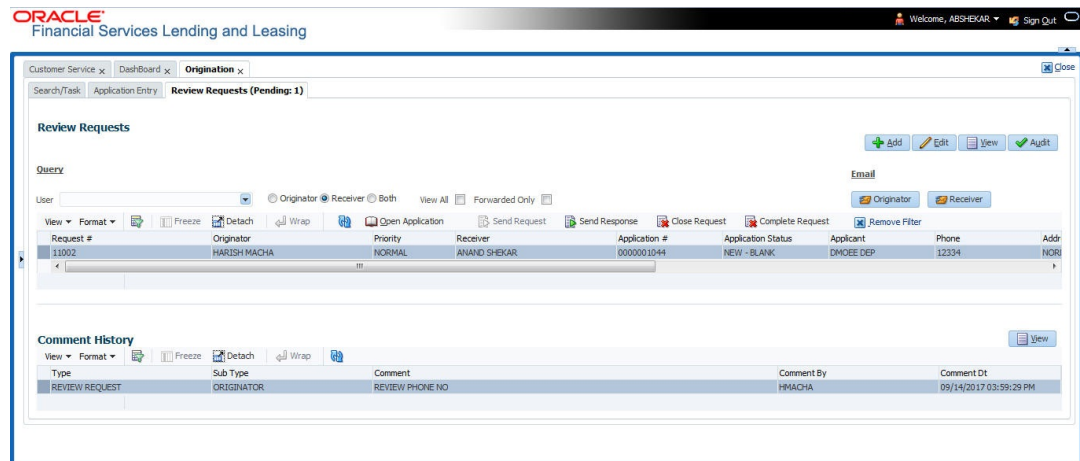 ORACLE®
Financial Services Lending and Leasing
Welcome, ABSHEKAR Sign Out
Customer Service x DashBoard x Origination x Close
Search/Task Application Entry Review Requests (Pending: 1)
Review Requests
Add Edit View Audit
Query Email
User Originator Receiver Both View All Forwarded Only Originator Receiver
View Format Freeze Detach Wrap Open Application Send Request Send Response Close Request Complete Request Remove Filter
Request # Originator Priority Receiver Application # Application Status Applicant Phone Addr
11002 HARISH MACHA NORMAL ANAND SHEKAR 0000001044 NEW - BLANK DMOEE DEP 12334 NOR
Comment History View
View Format Freeze Detach Wrap
Type Sub Type Comment Comment By Comment Dt
REVIEW REQUEST ORIGINATOR REVIEW PHONE NO HMACHA 09/14/2017 03:59:29 PM